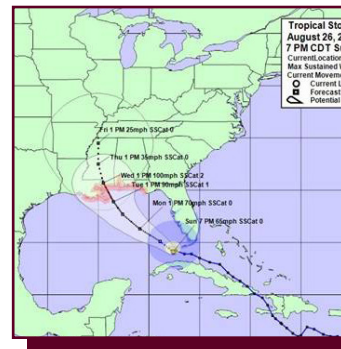 Tropical Sto
August 26, 2
7 PM CDT Su
CurrentLocation
Max Sustained W
Current Moveme
Current L
Forecast
Potential
Fri 1 PM 25mph SSCat 0
Thu 1 PM 35mph SSCat 0
Wed 1 PM 100mph SSCat 2
Tue 1 PM 90mph SSCat 1
Mon 1 PM 70mph SSCat 0
Sun 7 PM 65mph SSCat 0